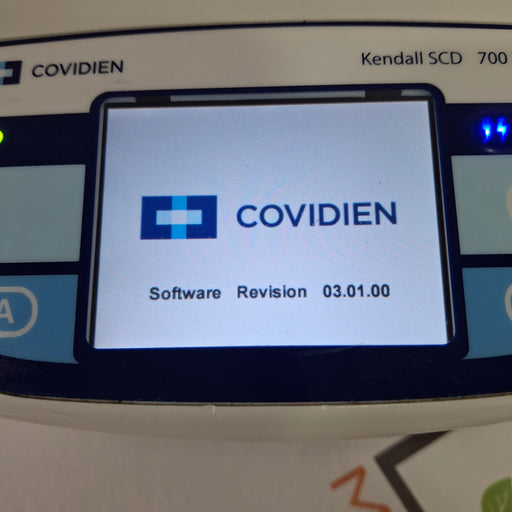 COVIDIEN
Kendall SCD 700
COVIDIEN
Software Revision 03.01.00
A